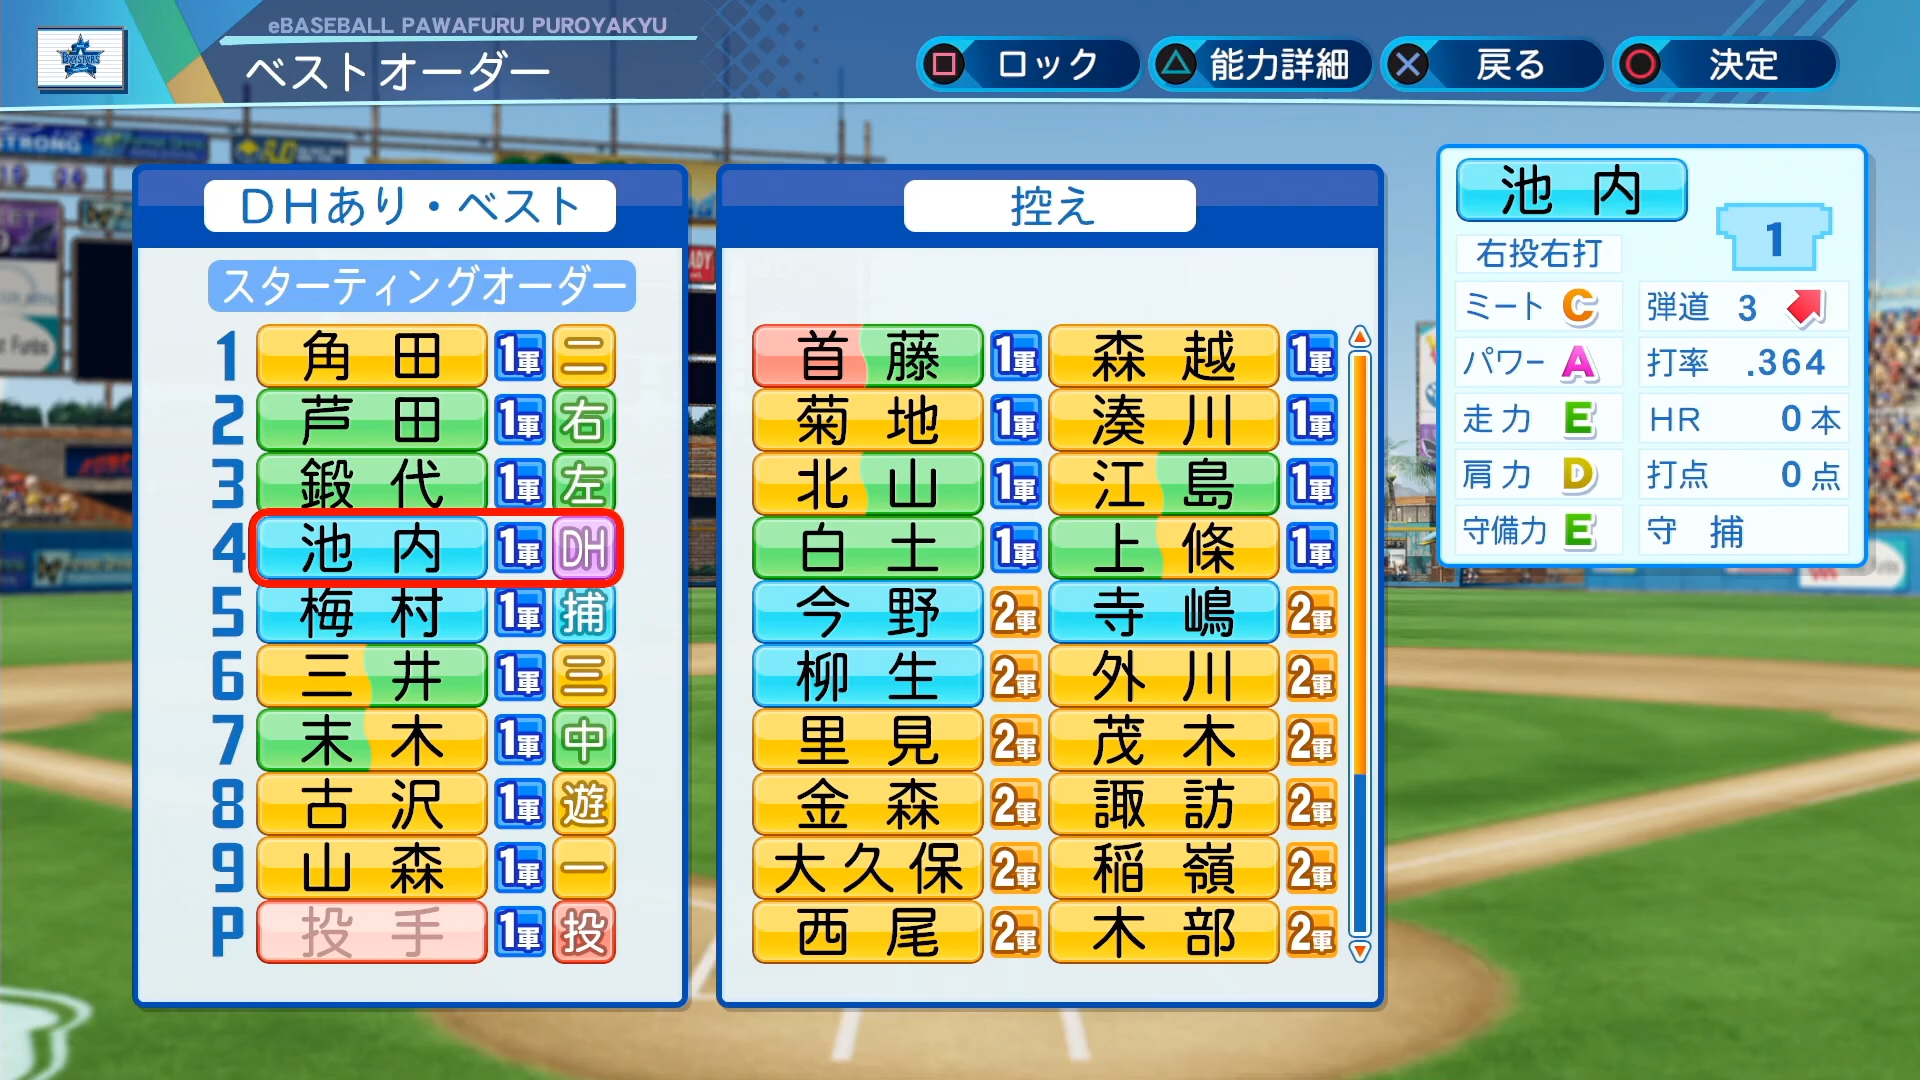 eBASEBALL PAWAFURU PUROYAKYU
ベストオーダー
ロック
能力詳細
戻る
決定
DHあり・ベスト
スターティングオーダー
1 角田 1軍 二
2 芦田 1軍 右
3 鍛代 1軍 左
4 池内 1軍 DH
5 梅村 1軍 捕
6 三井 1軍 三
7 末木 1軍 中
8 古沢 1軍 遊
9 山森 1軍 一
P 投手 1軍 投
控え
首藤 1軍 森越 1軍
菊地 1軍 湊川 1軍
北山 1軍 江島 1軍
白土 1軍 上條 1軍
今野 2軍 寺嶋 2軍
柳生 2軍 外川 2軍
里見 2軍 茂木 2軍
金森 2軍 諏訪 2軍
大久保 2軍 稲嶺 2軍
西尾 2軍 木部 2軍
池内
1
右投右打
ミート C 弾道 3
パワー A 打率 .364
走力 E HR 0本
肩力 D 打点 0点
守備力 E 守 捕
STRONG